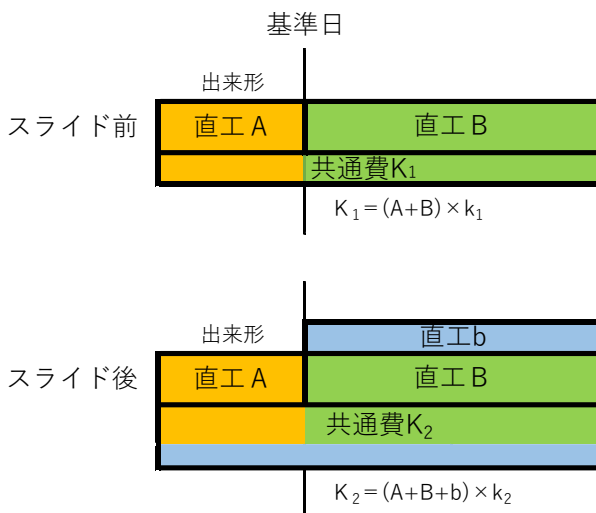 基準日
出来形
スライド前
直工A
直工B
共通費K₁
K₁=(A+B)×k₁
出来形
直工b
スライド後
直工A
直工B
共通費K₂
K₂=(A+B+b)×k₂